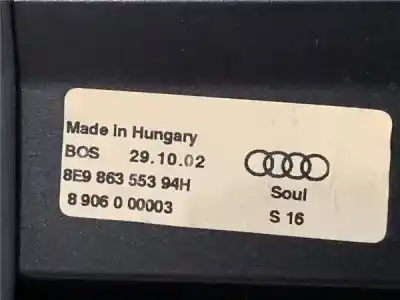 Made in Hungary
BOS 29.10.02
8E9 863 553 94H
8 906 0 00003
Soul
S 16